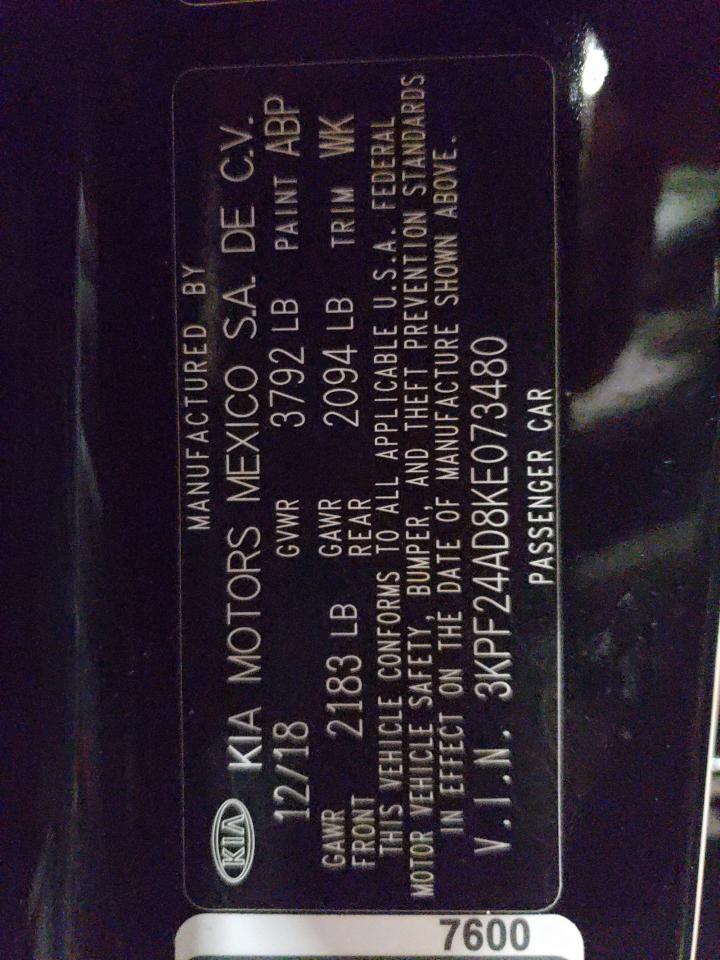 MANUFACTURED BY
KIA KIA MOTORS MEXICO S.A. DE C.V.
12/18 GVWR 3792 LB PAINT ABP
GAWR FRONT 2183 LB GAWR REAR 2094 LB TRIM WK
THIS VEHICLE CONFORMS TO ALL APPLICABLE U.S.A. FEDERAL
MOTOR VEHICLE SAFETY, BUMPER, AND THEFT PREVENTION STANDARDS
IN EFFECT ON THE DATE OF MANUFACTURE SHOWN ABOVE.
V.I.N. 3KPF24AD8KE073480
PASSENGER CAR
7600